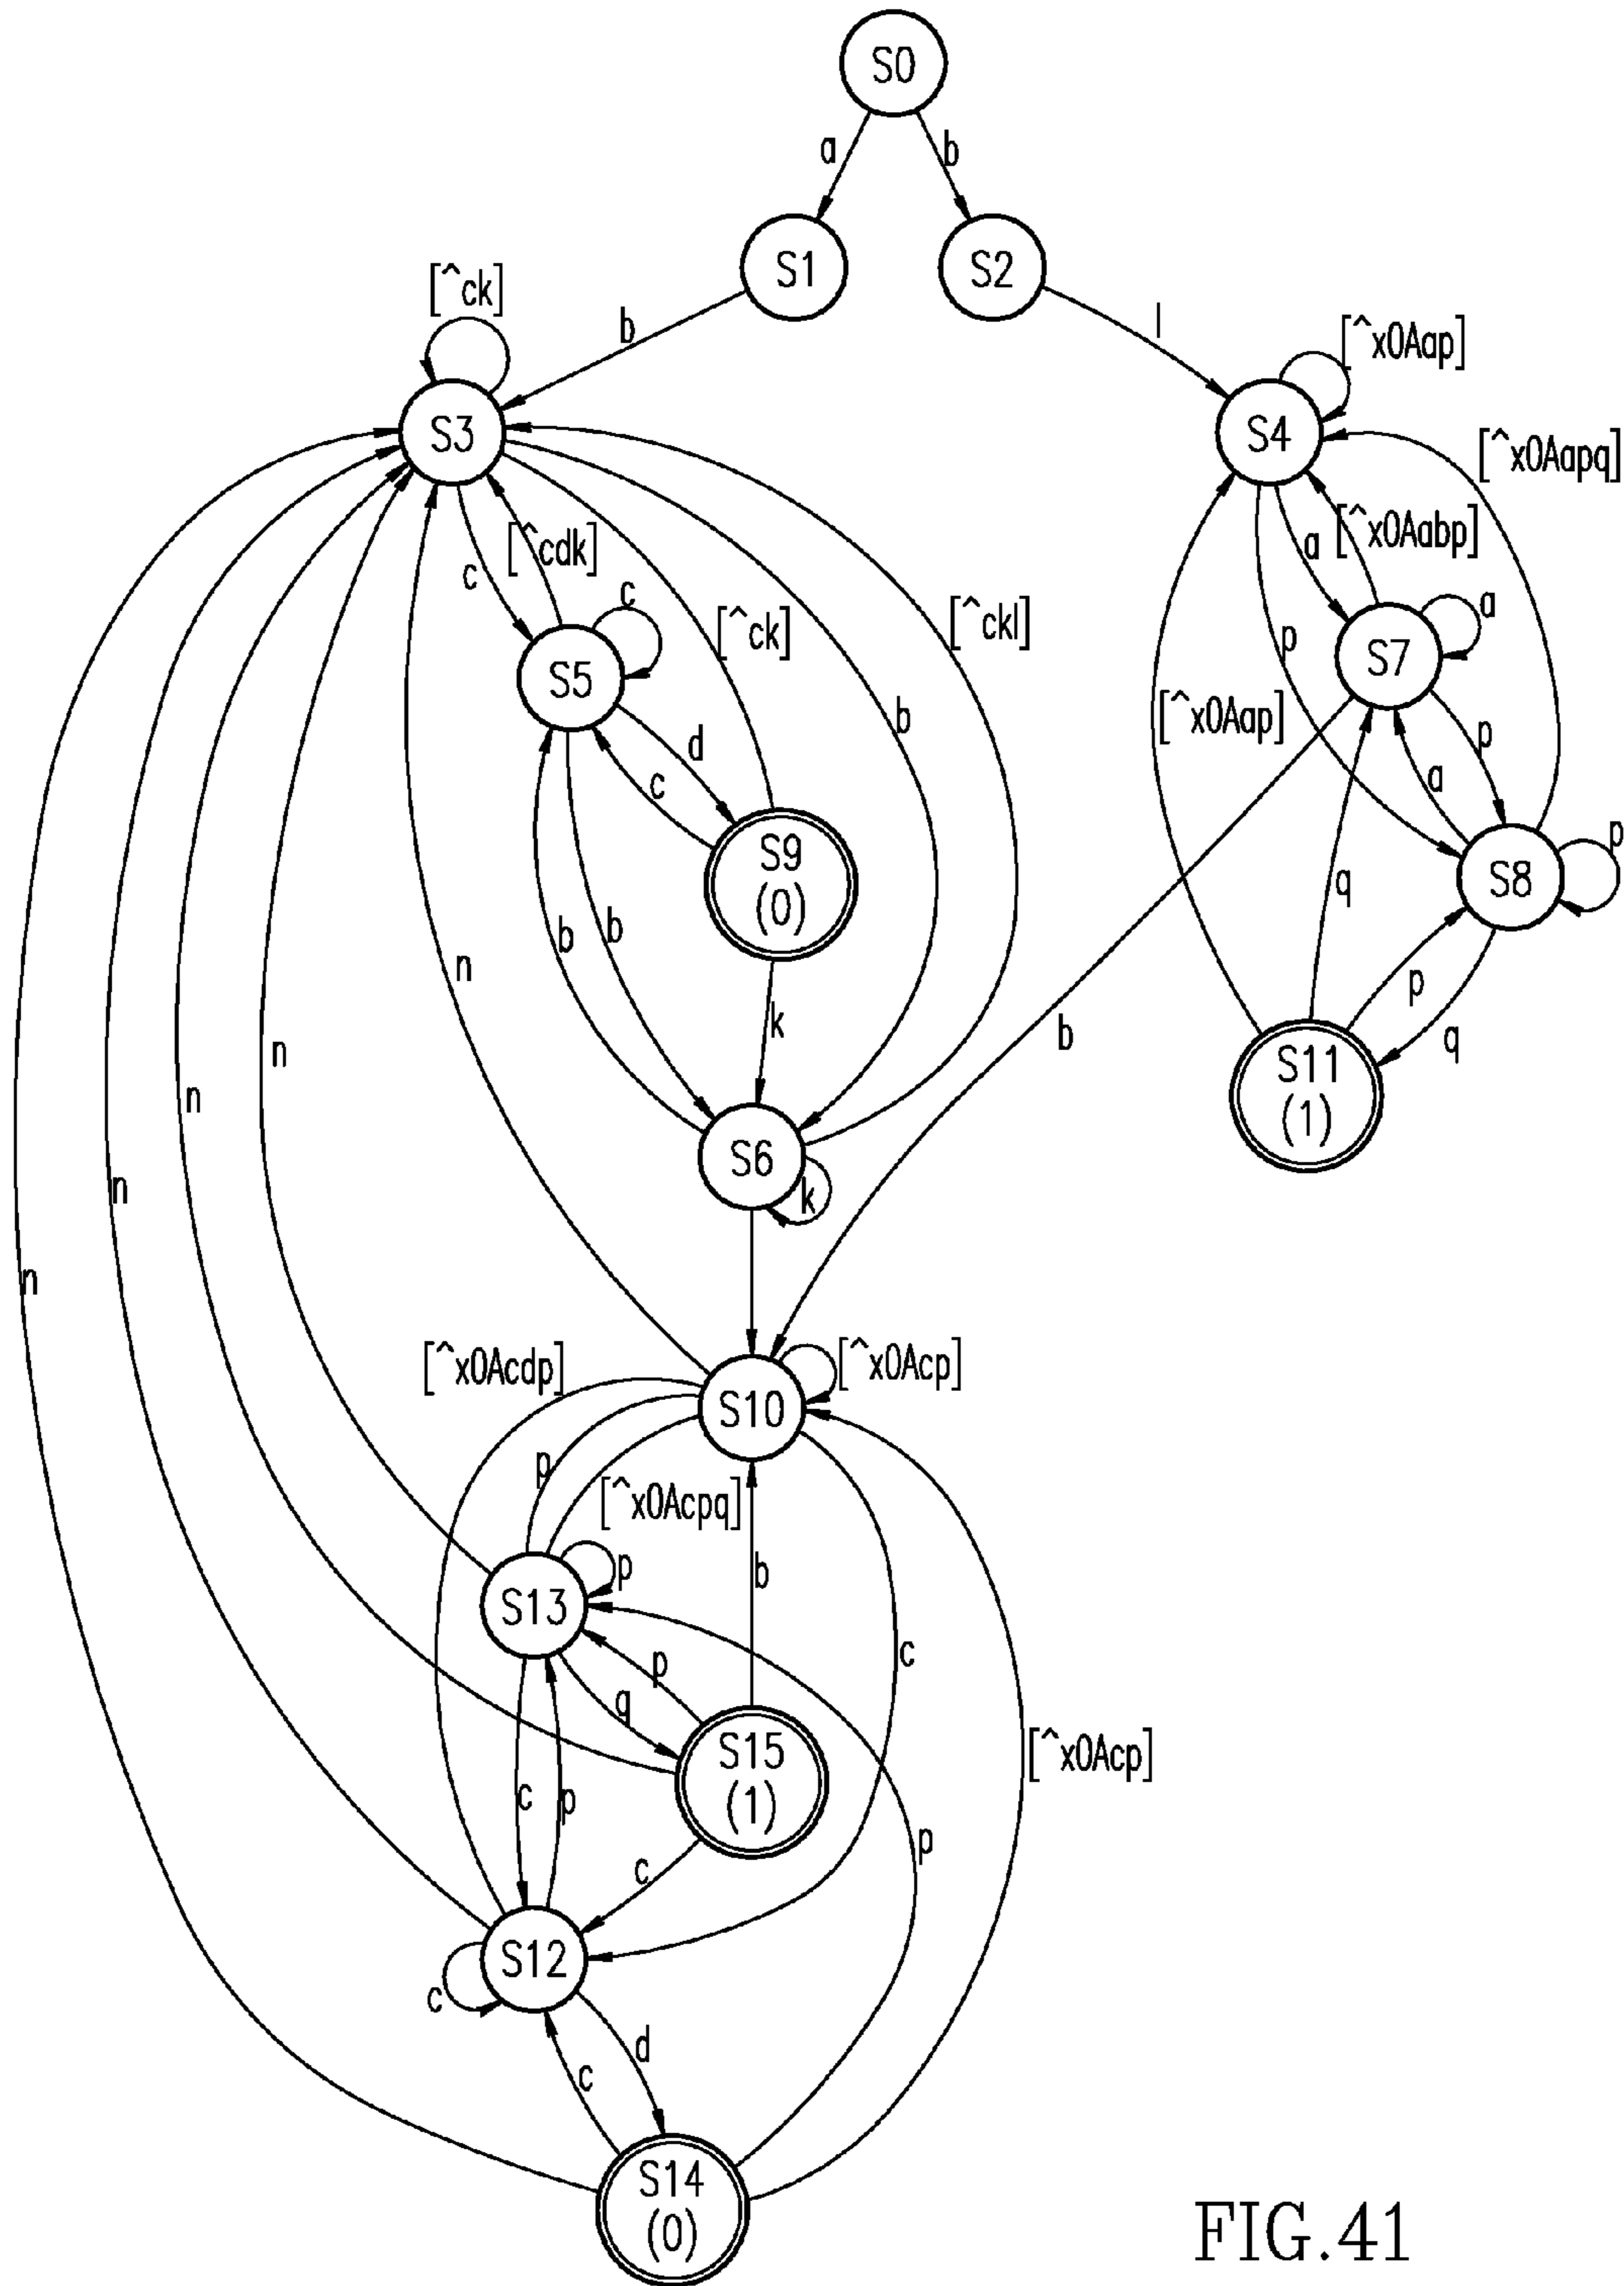 S0
a
b
S1
S2
[^ck]
b
l
[^x0Aap]
S3
S4
[^x0Aapq]
[^cdk]
a
[^x0Aabp]
c
c
[^ck]
[^ckl]
a
p
S7
S5
[^x0Aap]
b
d
p
c
a
p
S9
(0)
q
S8
b
b
n
p
k
b
q
n
S11
(1)
n
S6
n
k
n
[^x0Acdp]
[^x0Acp]
S10
p
[^x0Acpq]
p
b
S13
c
p
q
S15
(1)
[^x0Acp]
c
p
p
c
S12
c
d
c
S14
(0)
FIG.41